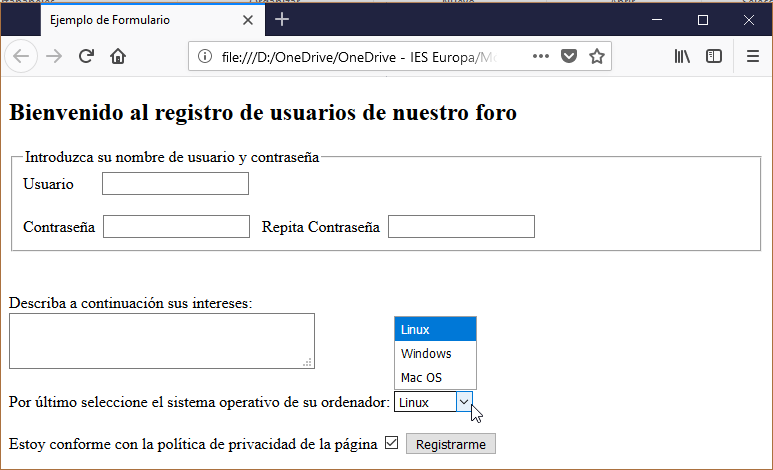 Ejemplo de Formulario
file:///D:/OneDrive/OneDrive - IES Europa/Mo
Bienvenido al registro de usuarios de nuestro foro
Introduzca su nombre de usuario y contraseña
Usuario
Contraseña Repita Contraseña
Describa a continuación sus intereses:
Linux
Windows
Mac OS
Por último seleccione el sistema operativo de su ordenador: Linux
Estoy conforme con la política de privacidad de la página Registrarme